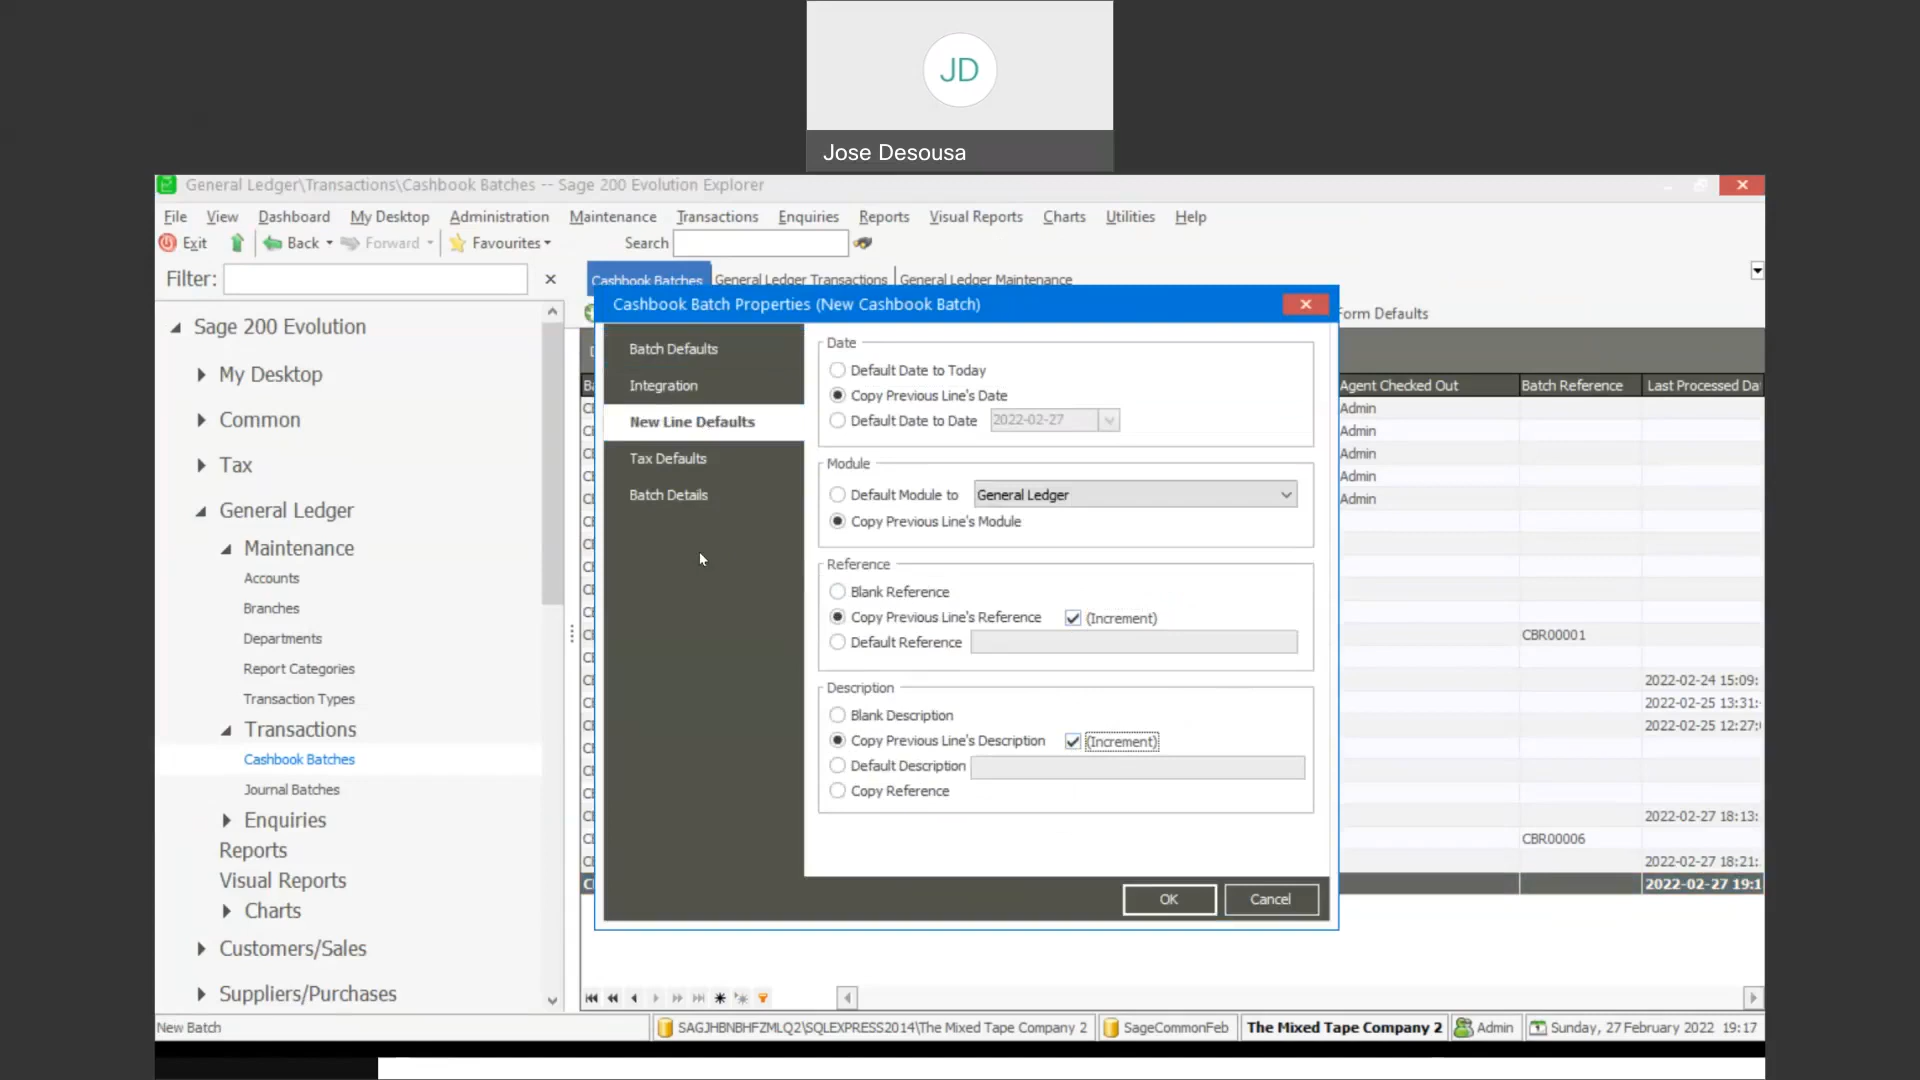 JD
Jose Desousa
General Ledger\Transactions\Cashbook Batches -- Sage 200 Evolution Explorer
File View Dashboard My Desktop Administration Maintenance Transactions Enquiries Reports Visual Reports Charts Utilities Help
Exit Back Forward Favourites Search
Filter:
Cashbook Batches General Ledger Transactions General Ledger Maintenance
Form Defaults
Sage 200 Evolution
My Desktop
Common
Tax
General Ledger
Maintenance
Accounts
Branches
Departments
Report Categories
Transaction Types
Transactions
Cashbook Batches
Journal Batches
Enquiries
Reports
Visual Reports
Charts
Customers/Sales
Suppliers/Purchases
Cashbook Batch Properties (New Cashbook Batch)
Batch Defaults
Integration
New Line Defaults
Tax Defaults
Batch Details
Date
Default Date to Today
Copy Previous Line's Date
Default Date to Date 2022-02-27
Module
Default Module to General Ledger
Copy Previous Line's Module
Reference
Blank Reference
Copy Previous Line's Reference (Increment)
Default Reference
Description
Blank Description
Copy Previous Line's Description (Increment)
Default Description
Copy Reference
OK Cancel
Agent Checked Out Batch Reference Last Processed Da
Admin
Admin
Admin
Admin
Admin
CBR00001
2022-02-24 15:09:
2022-02-25 13:31:
2022-02-25 12:27:
2022-02-27 18:13:
CBR00006
2022-02-27 18:21:
2022-02-27 19:1
New Batch SAGJHBNBHFZMLQ2\SQLEXPRESS2014\The Mixed Tape Company 2 SageCommonFeb The Mixed Tape Company 2 Admin Sunday, 27 February 2022 19:17